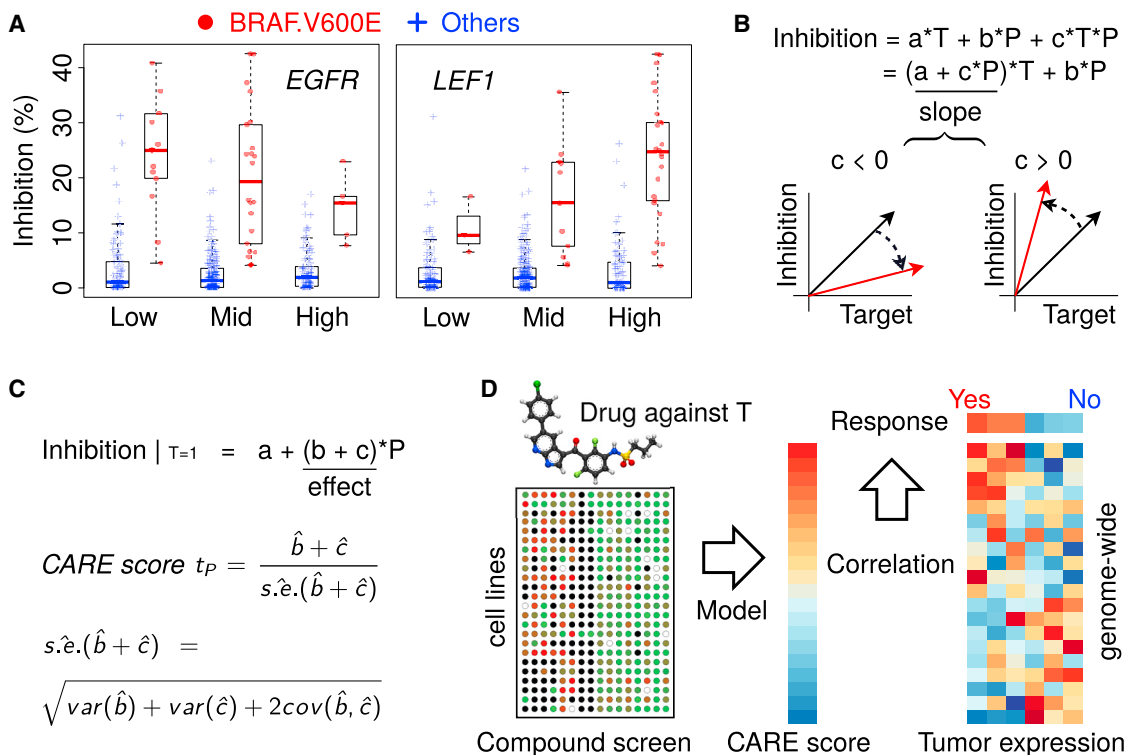 A
● BRAF.V600E + Others
EGFR
LEF1
Inhibition (%)
40
30
20
10
0
Low Mid High
Low Mid High
B
Inhibition = a*T + b*P + c*T*P
= (a + c*P)*T + b*P
slope
c < 0
c > 0
Inhibition
Target
Inhibition
Target
C
Inhibition | T=1 = a + (b + c)*P
effect
CARE score t_P = (b̂ + ĉ) / ŝ.e.(b̂ + ĉ)
ŝ.e.(b̂ + ĉ) =
√(var(b̂) + var(ĉ) + 2cov(b̂, ĉ))
D
Drug against T
cell lines
Compound screen
Model
CARE score
Yes No
Response
Correlation
genome-wide
Tumor expression